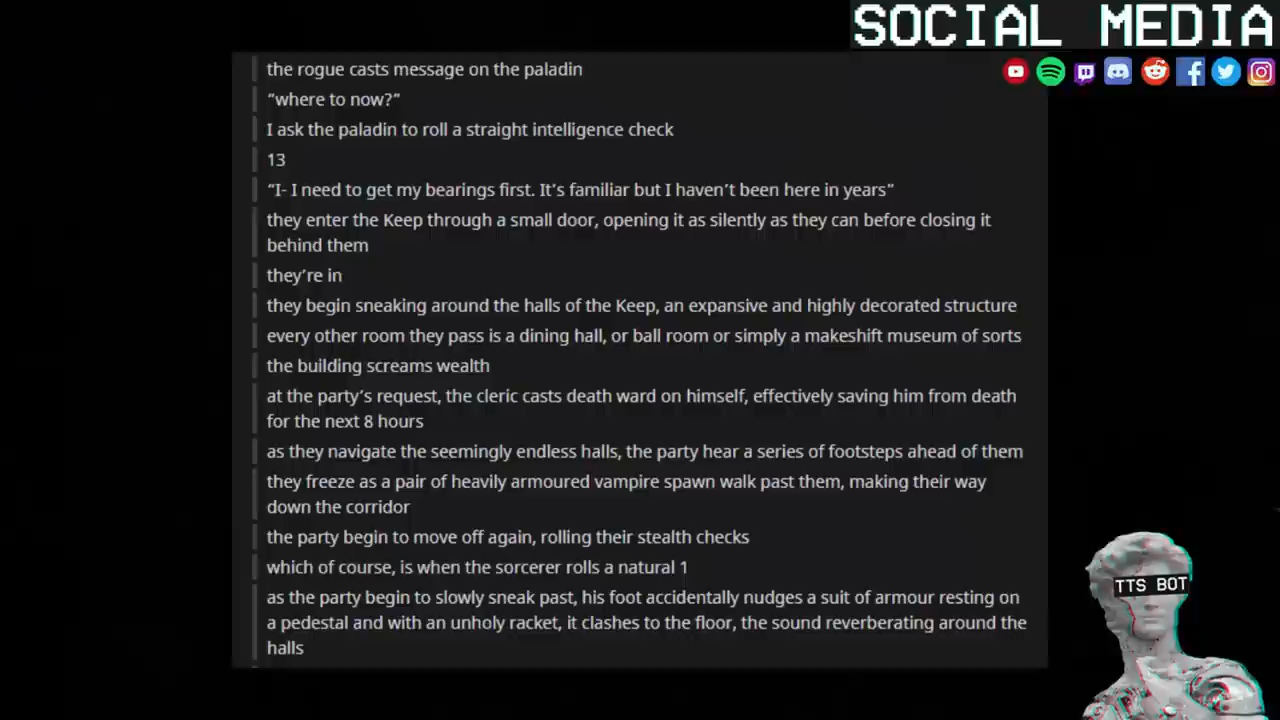 SOCIAL MEDIA
the rogue casts message on the paladin
“where to now?”
I ask the paladin to roll a straight intelligence check
13
“I- I need to get my bearings first. It’s familiar but I haven’t been here in years”
they enter the Keep through a small door, opening it as silently as they can before closing it
behind them
they’re in
they begin sneaking around the halls of the Keep, an expansive and highly decorated structure
every other room they pass is a dining hall, or ball room or simply a makeshift museum of sorts
the building screams wealth
at the party’s request, the cleric casts death ward on himself, effectively saving him from death
for the next 8 hours
as they navigate the seemingly endless halls, the party hear a series of footsteps ahead of them
they freeze as a pair of heavily armoured vampire spawn walk past them, making their way
down the corridor
the party begin to move off again, rolling their stealth checks
which of course, is when the sorcerer rolls a natural 1
as the party begin to slowly sneak past, his foot accidentally nudges a suit of armour resting on
a pedestal and with an unholy racket, it clashes to the floor, the sound reverberating around the
halls
TTS BOT